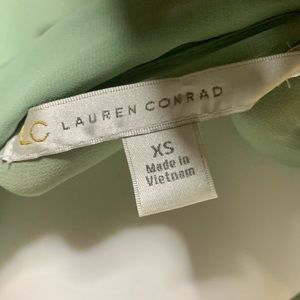 LC LAUREN CONRAD
XS
Made in
Vietnam